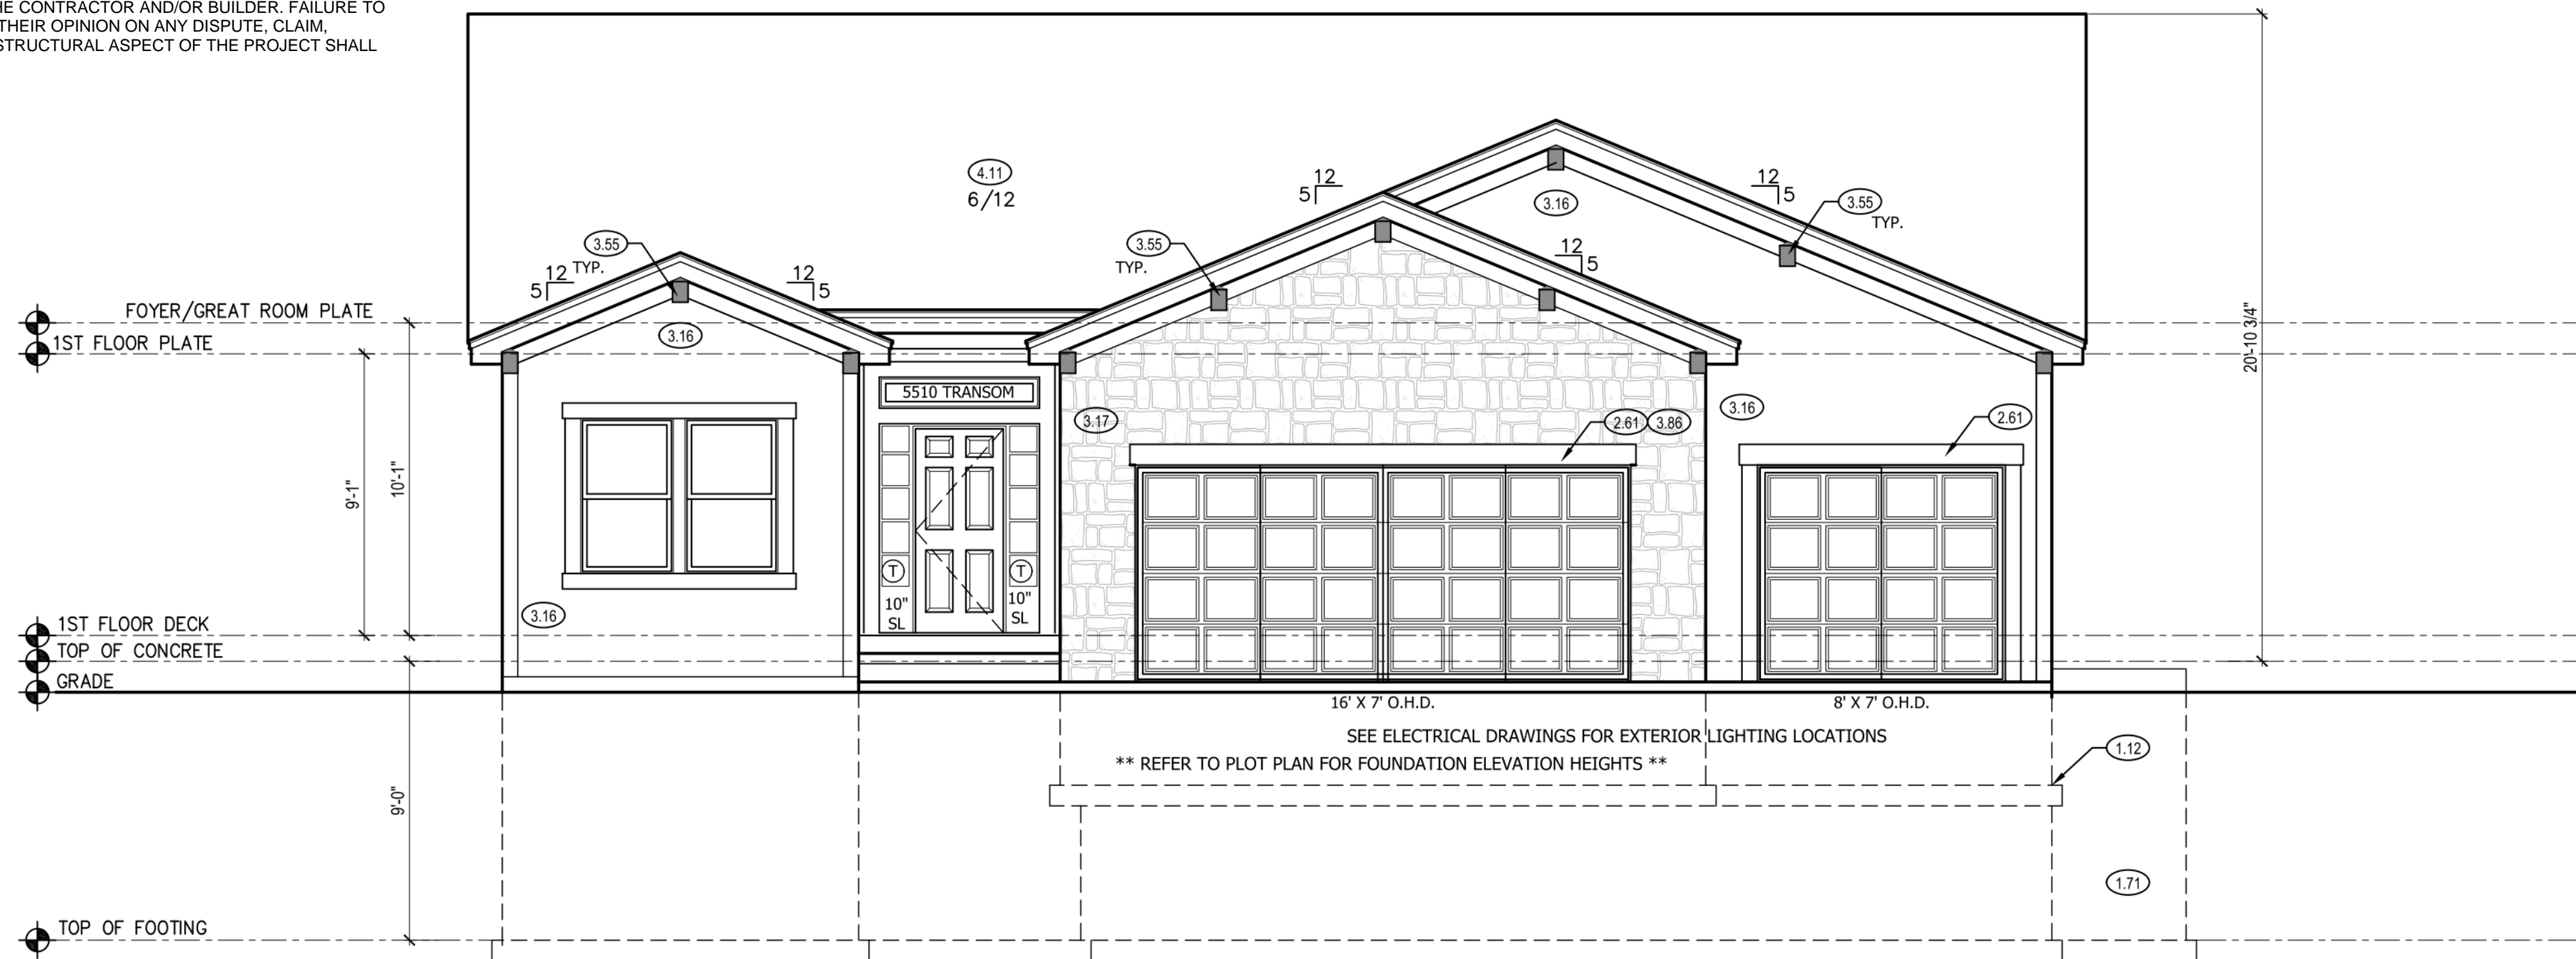 HE CONTRACTOR AND/OR BUILDER. FAILURE TO
THEIR OPINION ON ANY DISPUTE, CLAIM,
STRUCTURAL ASPECT OF THE PROJECT SHALL
4.11
6/12
12
5
12
5
3.16
3.55
TYP.
3.55
TYP.
12
5
3.55
TYP.
12
5
12
5
FOYER/GREAT ROOM PLATE
1ST FLOOR PLATE
3.16
20'-10 3/4"
5510 TRANSOM
3.17
2.61
3.86
3.16
2.61
9'-1"
10'-1"
T
T
10"
SL
10"
SL
3.16
1ST FLOOR DECK
TOP OF CONCRETE
GRADE
16' X 7' O.H.D.
8' X 7' O.H.D.
SEE ELECTRICAL DRAWINGS FOR EXTERIOR LIGHTING LOCATIONS
** REFER TO PLOT PLAN FOR FOUNDATION ELEVATION HEIGHTS **
1.12
9'-0"
1.71
TOP OF FOOTING